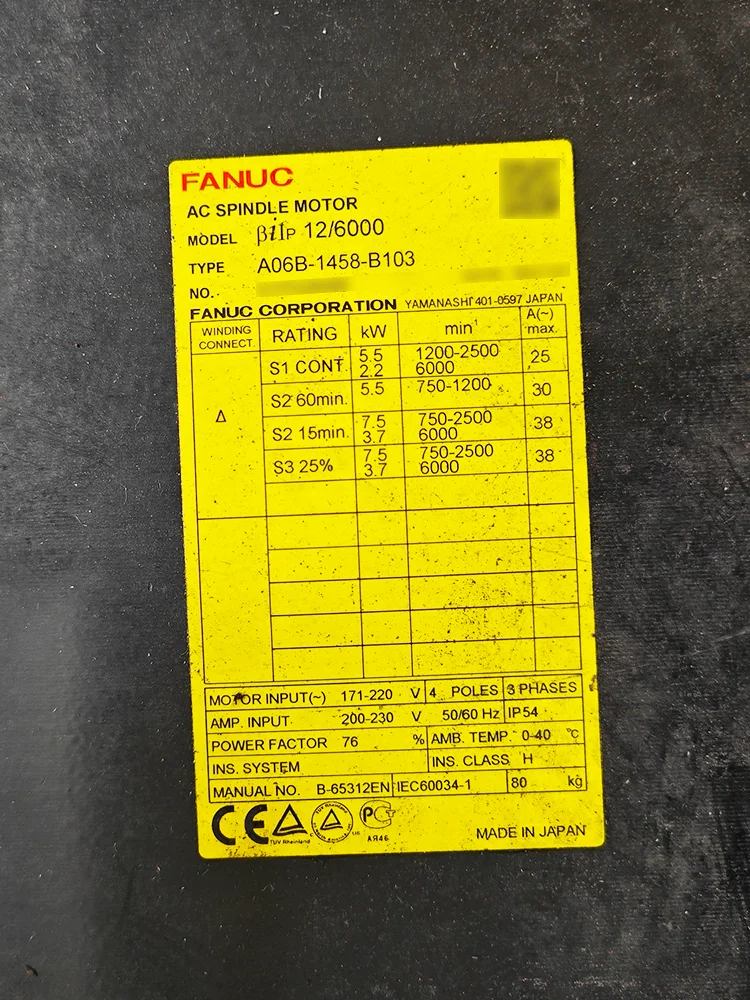 FANUC
AC SPINDLE MOTOR
MODEL βiIP 12/6000
TYPE A06B-1458-B103
NO.
FANUC CORPORATION YAMANASHI 401-0597 JAPAN
WINDING CONNECT. RATING kW min⁻¹ A(~) max.
Δ S1 CONT. 5.5 1200-2500 25
2.2 6000
S2 60min. 5.5 750-1200 30
S2 15min. 7.5 750-2500 38
3.7 6000
S3 25% 7.5 750-2500 38
3.7 6000
MOTOR INPUT(~) 171-220 V 4 POLES 3 PHASES
AMP. INPUT 200-230 V 50/60 Hz IP54
POWER FACTOR 76 % AMB. TEMP. 0-40 °C
INS. SYSTEM INS. CLASS H
MANUAL NO. B-65312EN IEC60034-1 80 kg
CE TÜV Rheinland TUV Rheinland US PCT
АЯ46
MADE IN JAPAN